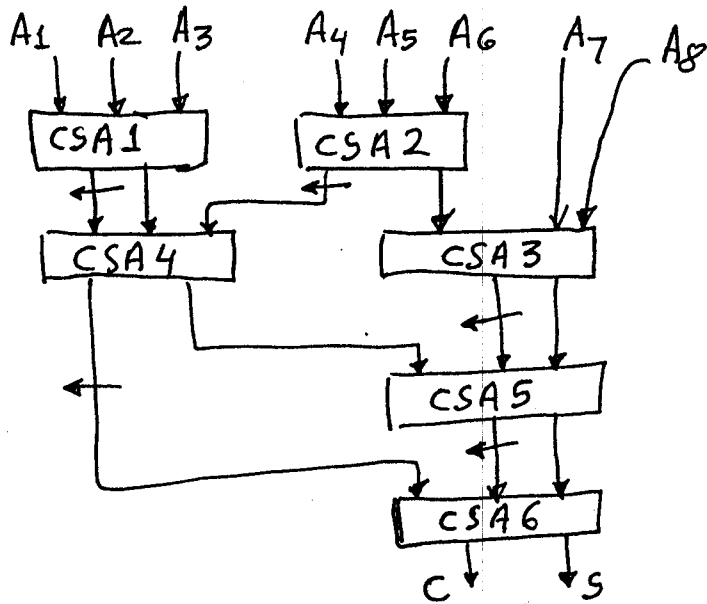 A1 A2 A3 A4 A5 A6 A7 A8
CSA1 CSA2
CSA4 CSA3
CSA5
CSA6
C S